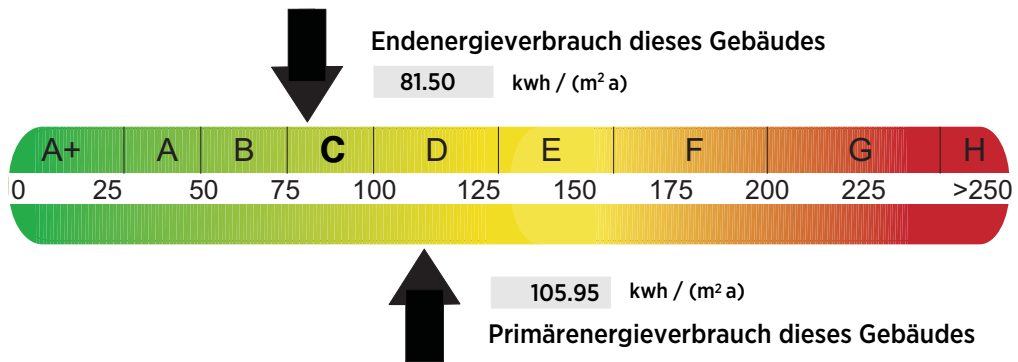 Endenergieverbrauch dieses Gebäudes
81.50 kwh / (m² a)
A+ A B C D E F G H
0 25 50 75 100 125 150 175 200 225 >250
105.95 kwh / (m² a)
Primärenergieverbrauch dieses Gebäudes